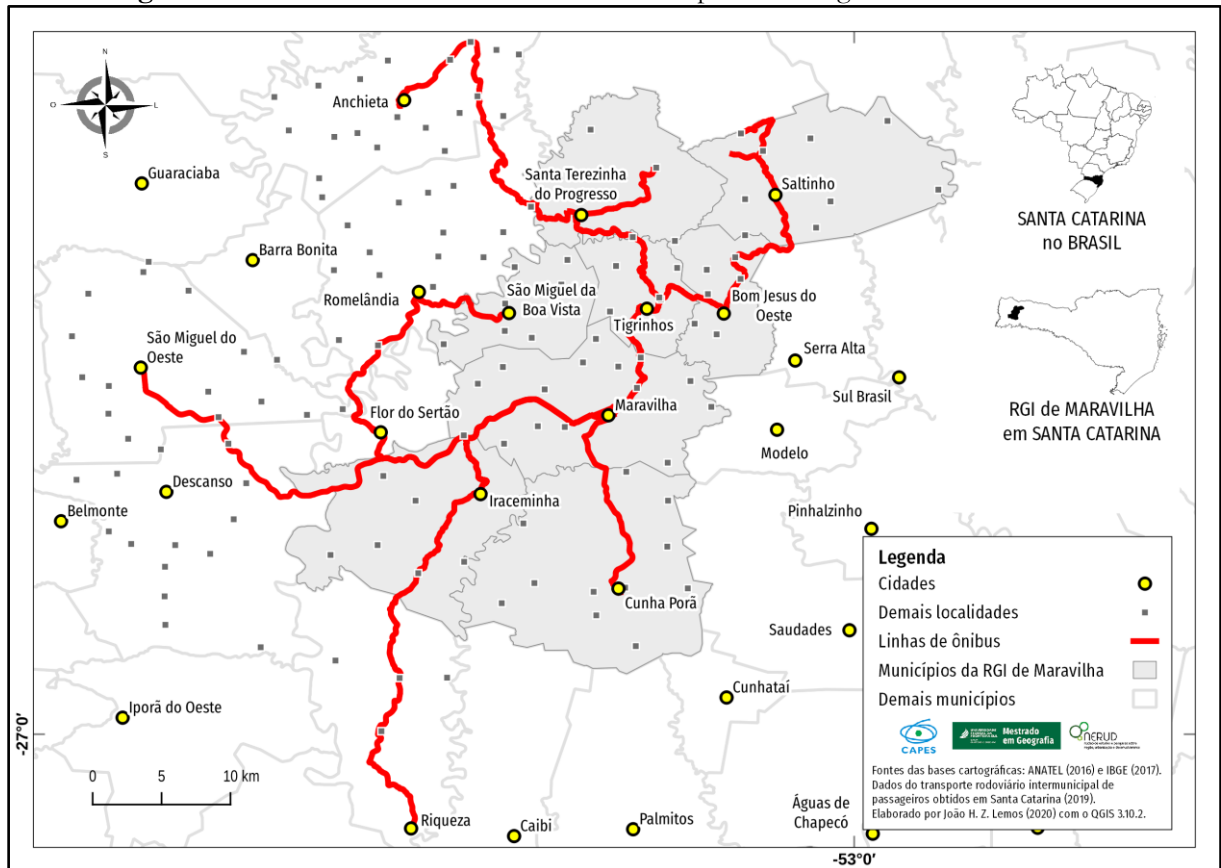 N
O
L
S
Anchieta
Guaraciaba
Santa Terezinha
do Progresso
Saltinho
SANTA CATARINA
no BRASIL
Barra Bonita
Romelândia
São Miguel da
Boa Vista
Tigrinhos
Bom Jesus do
Oeste
São Miguel do
Oeste
Serra Alta
Sul Brasil
RGI de MARAVILHA
em SANTA CATARINA
Flor do Sertão
Maravilha
Modelo
Descanso
Belmonte
Iraceminha
Pinhalzinho
Cunha Porã
Saudades
Cunhataí
Iporã do Oeste
-27°0'
0 5 10 km
Riqueza
Caibi
Palmitos
Águas de
Chapecó
-53°0'
Legenda
Cidades
Demais localidades
Linhas de ônibus
Municípios da RGI de Maravilha
Demais municípios
CAPES
Mestrado
em Geografia
NERUD
Fontes das bases cartográficas: ANATEL (2016) e IBGE (2017).
Dados do transporte rodoviário intermunicipal de
passageiros obtidos em Santa Catarina (2019).
Elaborado por João H. Z. Lemos (2020) com o QGIS 3.10.2.